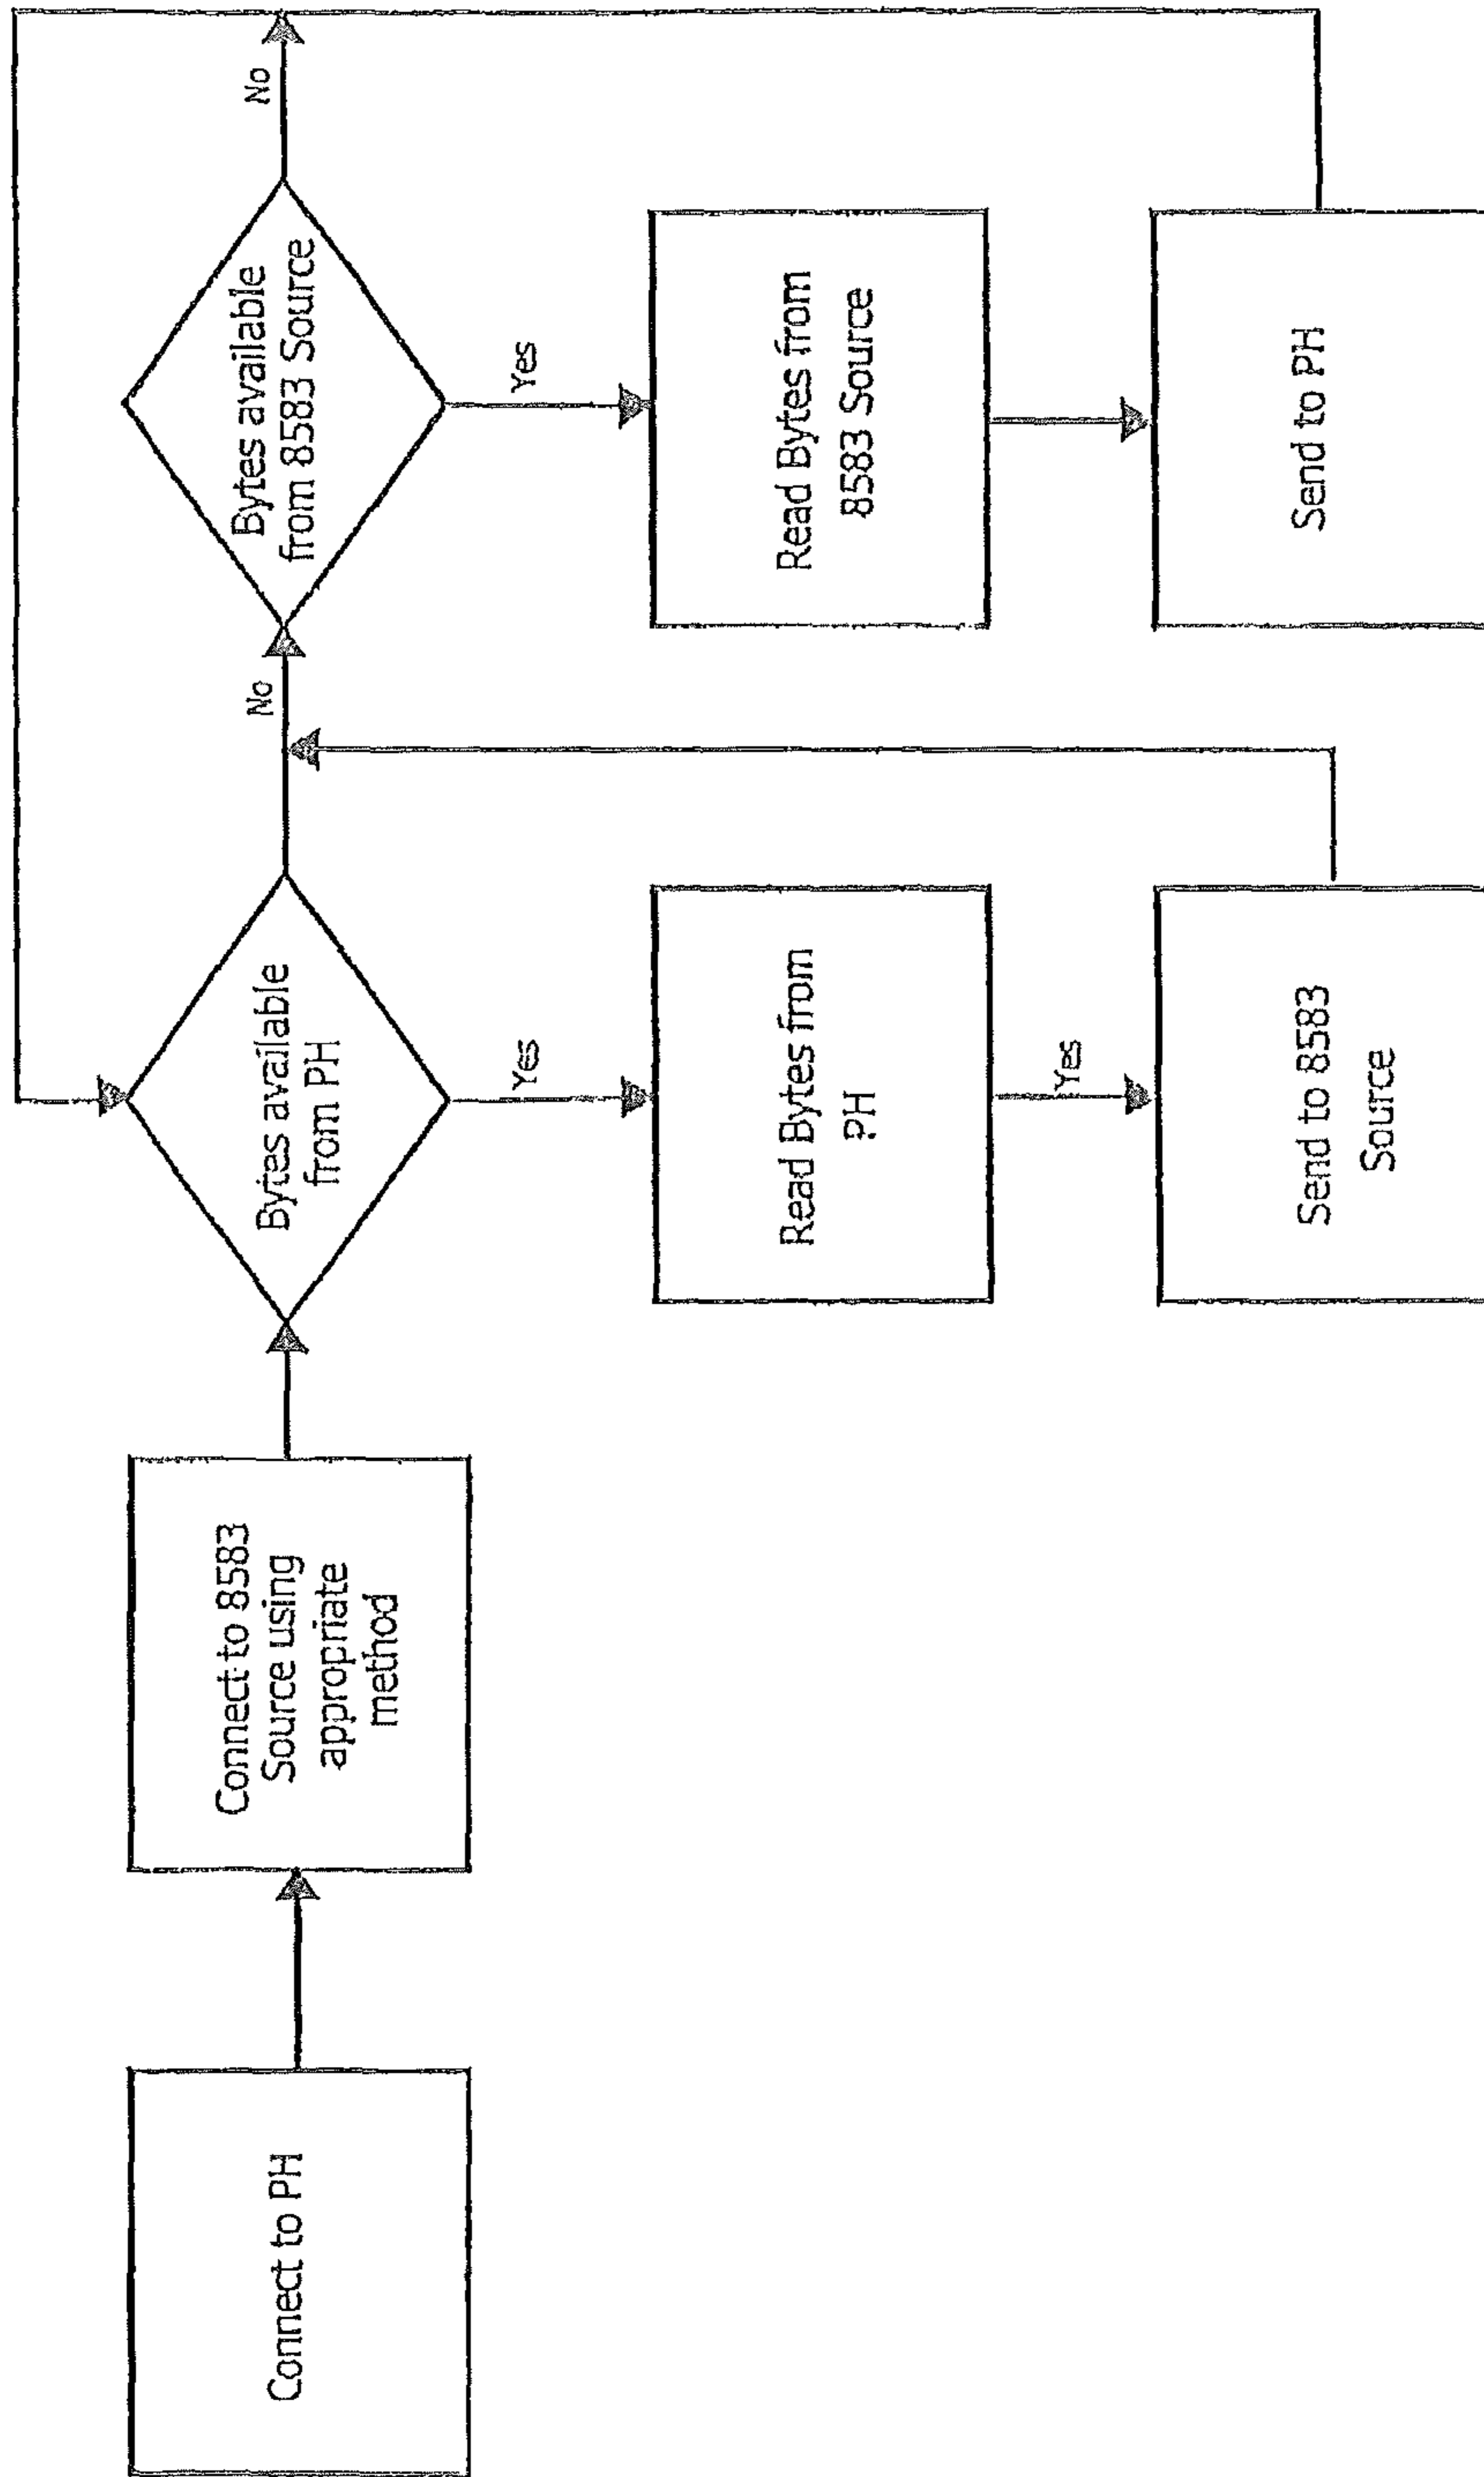 Connect to PH
Connect to 8583
Source using
appropriate
method
Bytes available
from PH
No
Yes
Read Bytes from
PH
Yes
Send to 8583
Source
Bytes available
from 8583 Source
No
Yes
Read Bytes from
8583 Source
Send to PH